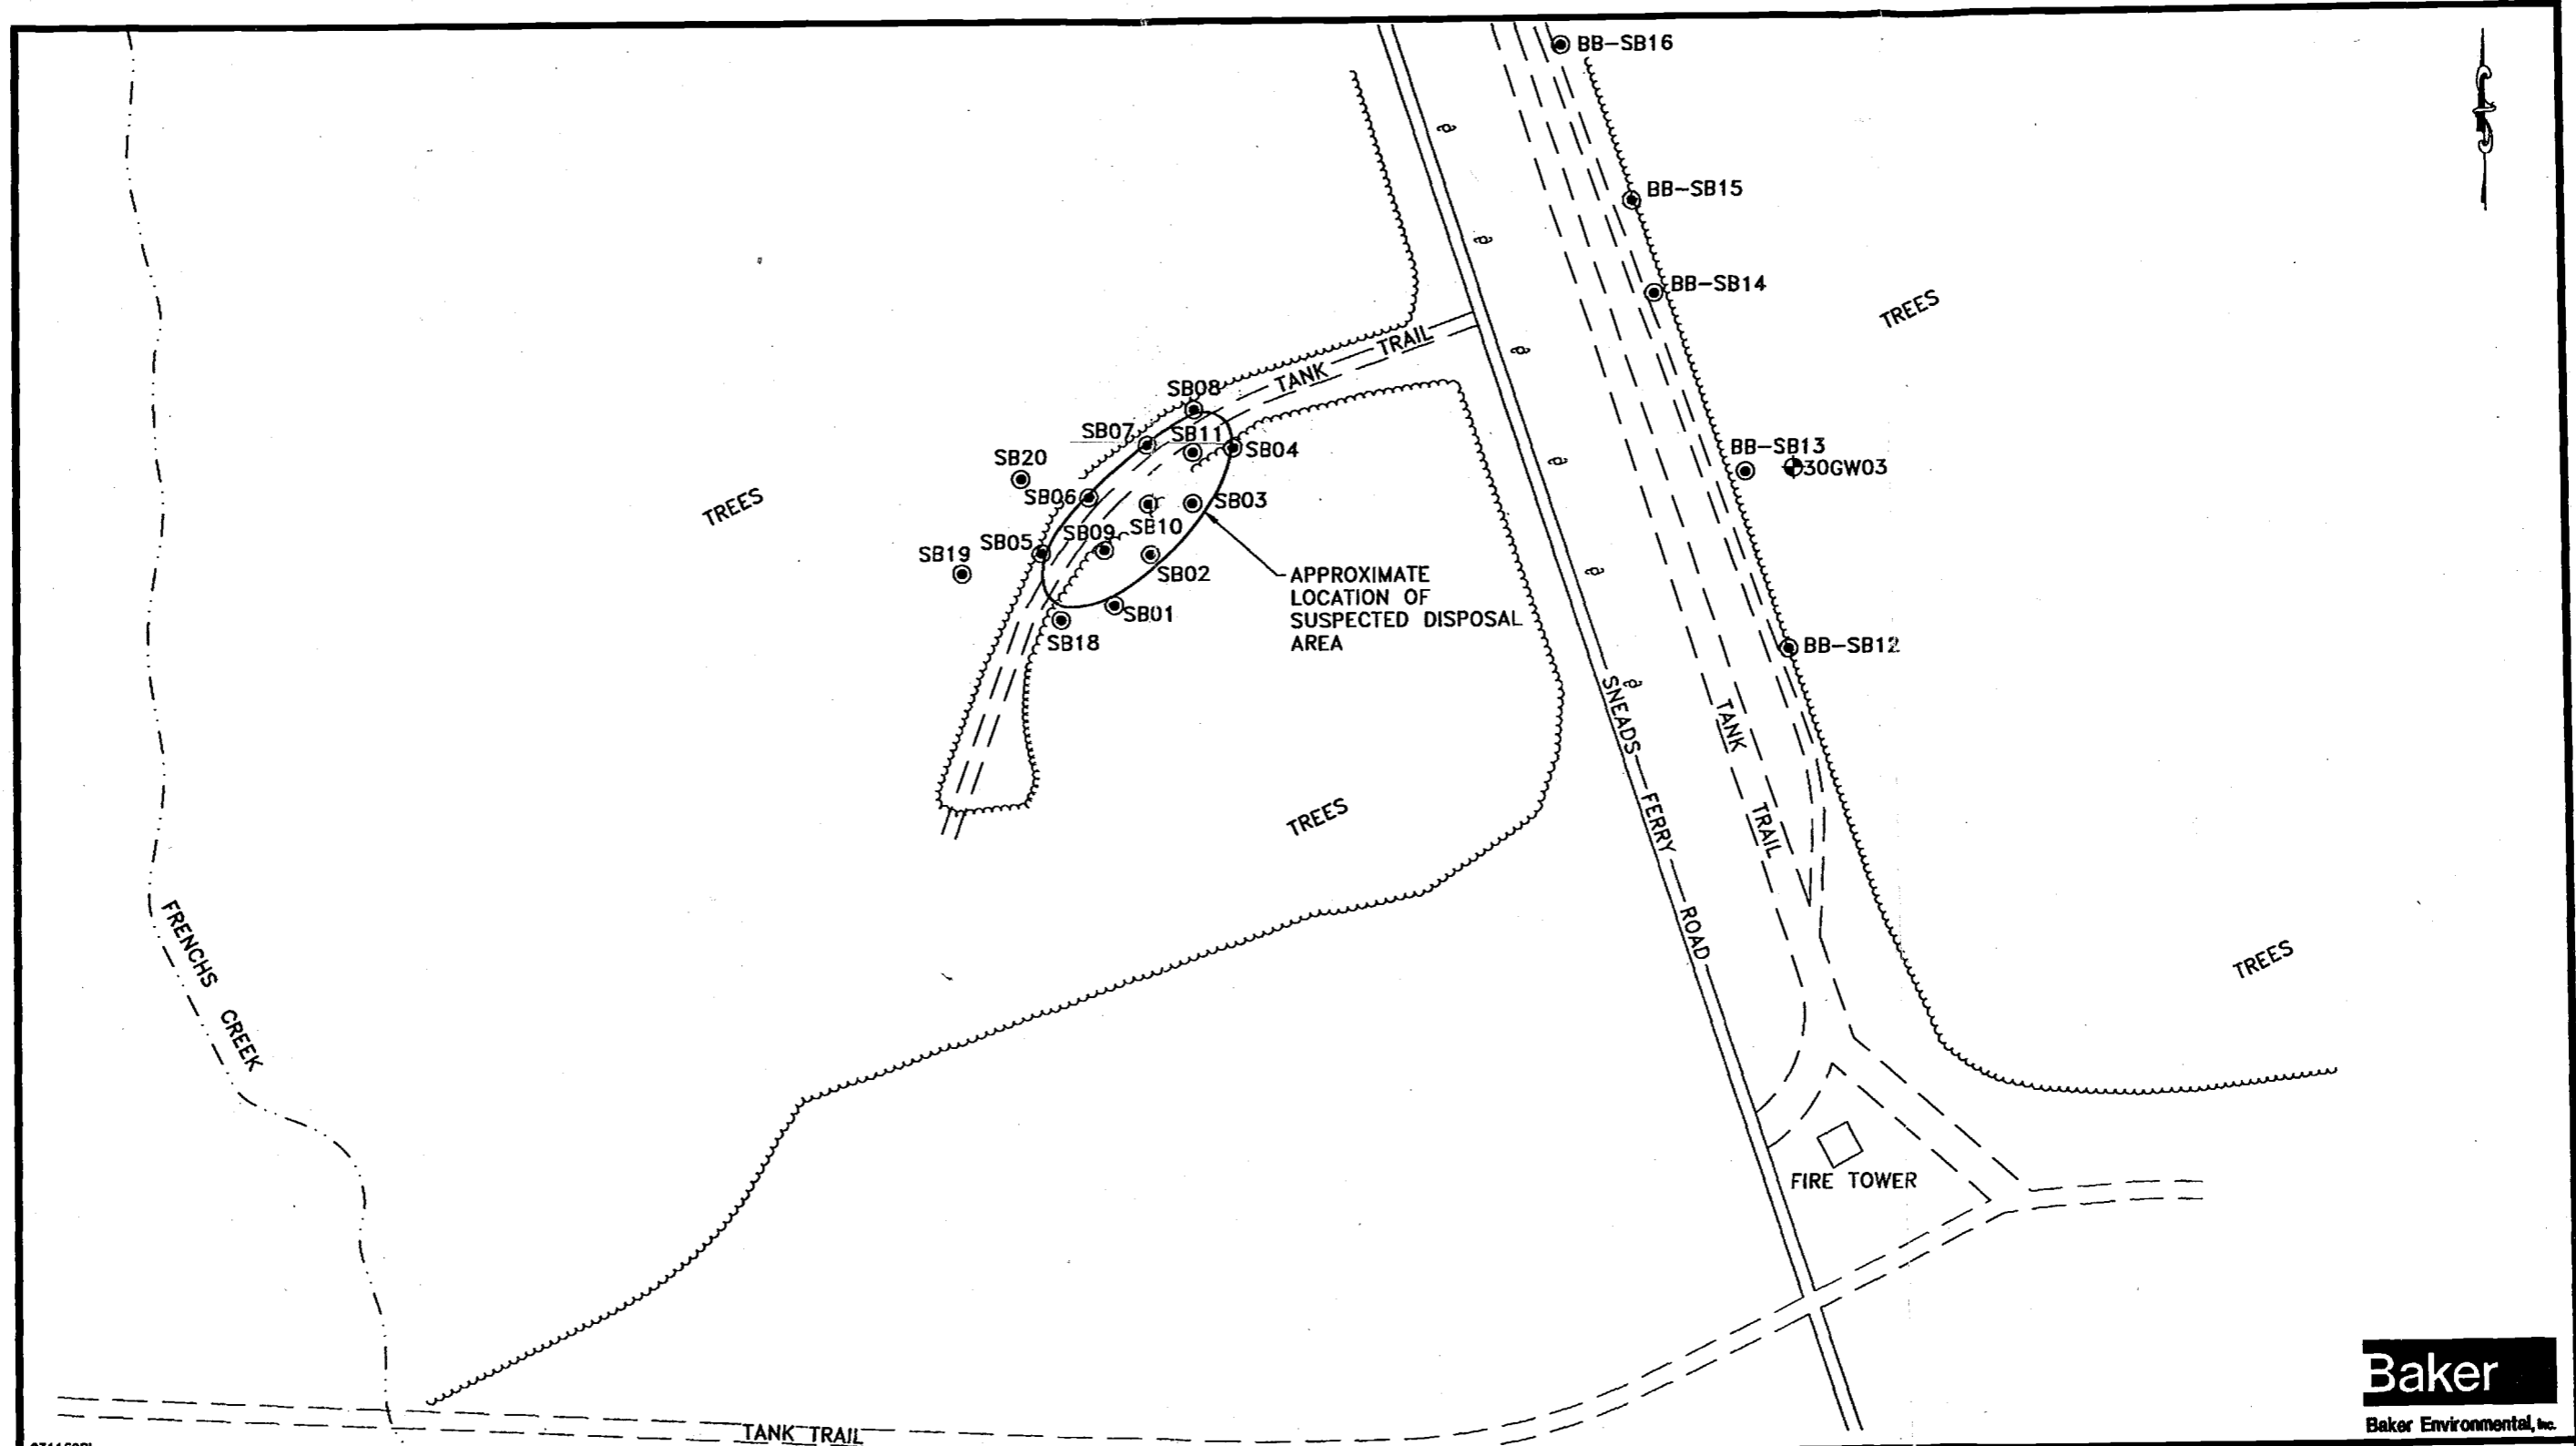 BB-SB16
BB-SB15
BB-SB14
TREES
TANK TRAIL
SB08
SB07
SB11
SB04
BB-SB13
30GW03
SB20
TREES
SB06
SB03
SB10
SB09
SB05
SB19
SB02
APPROXIMATE
LOCATION OF
SUSPECTED DISPOSAL
AREA
SB01
SB18
BB-SB12
SNEADS FERRY ROAD
TANK TRAIL
TREES
FRENCHS CREEK
TREES
FIRE TOWER
TANK TRAIL
Baker
Baker Environmental, Inc.